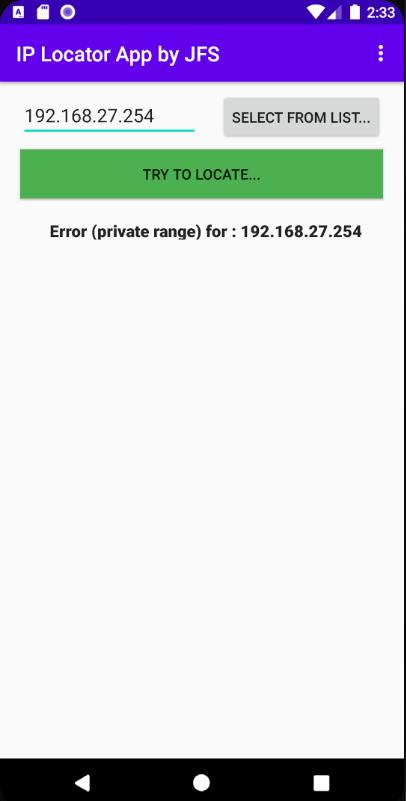 A 2:33
IP Locator App by JFS
192.168.27.254 SELECT FROM LIST...
TRY TO LOCATE...
Error (private range) for : 192.168.27.254